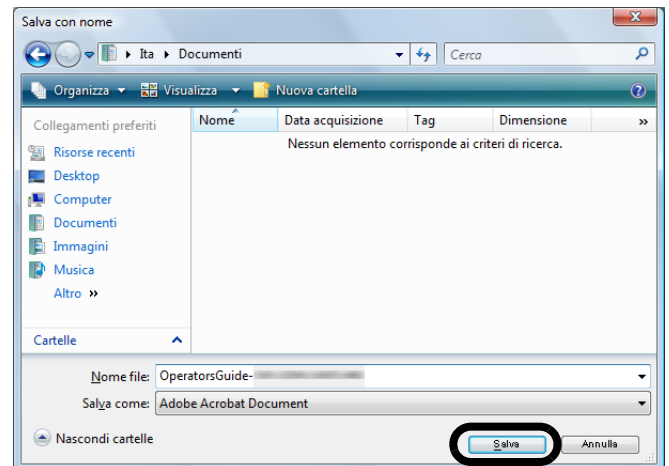 Salva con nome
Ita Documenti Cerca
Organizza Visualizza Nuova cartella
Collegamenti preferiti
Nome Data acquisizione Tag Dimensione »
Nessun elemento corrisponde ai criteri di ricerca.
Risorse recenti
Desktop
Computer
Documenti
Immagini
Musica
Altro »
Cartelle
Nome file: OperatorsGuide-
Salva come: Adobe Acrobat Document
Nascondi cartelle Salva Annulla